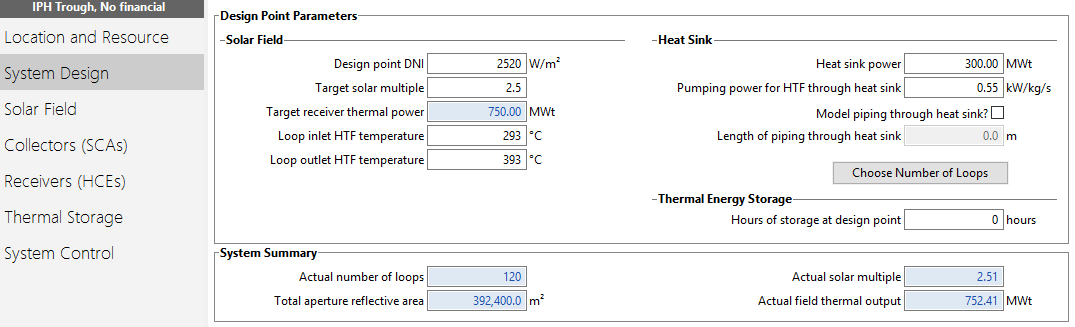 IPH Trough, No financial
Location and Resource
System Design
Solar Field
Collectors (SCAs)
Receivers (HCEs)
Thermal Storage
System Control
Design Point Parameters
Solar Field
Design point DNI 2520 W/m²
Target solar multiple 2.5
Target receiver thermal power 750.00 MWt
Loop inlet HTF temperature 293 °C
Loop outlet HTF temperature 393 °C
Heat Sink
Heat sink power 300.00 MWt
Pumping power for HTF through heat sink 0.55 kW/kg/s
Model piping through heat sink?
Length of piping through heat sink 0.0 m
Choose Number of Loops
Thermal Energy Storage
Hours of storage at design point 0 hours
System Summary
Actual number of loops 120
Total aperture reflective area 392,400.0 m²
Actual solar multiple 2.51
Actual field thermal output 752.41 MWt